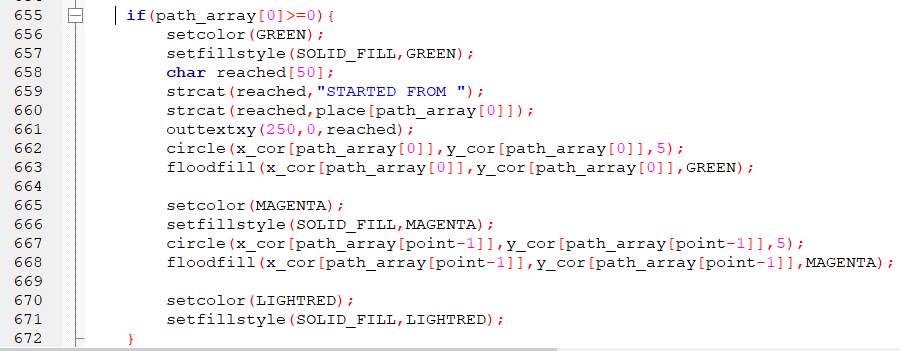 655 if(path_array[0]>=0){
656 setcolor(GREEN);
657 setfillstyle(SOLID_FILL,GREEN);
658 char reached[50];
659 strcat(reached,"STARTED FROM ");
660 strcat(reached,place[path_array[0]]);
661 outtextxy(250,0,reached);
662 circle(x_cor[path_array[0]],y_cor[path_array[0]],5);
663 floodfill(x_cor[path_array[0]],y_cor[path_array[0]],GREEN);
664
665 setcolor(MAGENTA);
666 setfillstyle(SOLID_FILL,MAGENTA);
667 circle(x_cor[path_array[point-1]],y_cor[path_array[point-1]],5);
668 floodfill(x_cor[path_array[point-1]],y_cor[path_array[point-1]],MAGENTA);
669
670 setcolor(LIGHTRED);
671 setfillstyle(SOLID_FILL,LIGHTRED);
672 }